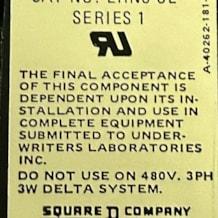 SERIES 1
THE FINAL ACCEPTANCE
OF THIS COMPONENT IS
DEPENDENT UPON ITS IN-
STALLATION AND USE IN
COMPLETE EQUIPMENT
SUBMITTED TO UNDER-
WRITERS LABORATORIES
INC.
DO NOT USE ON 480V. 3PH
3W DELTA SYSTEM.
SQUARE D COMPANY
A-40262-181-